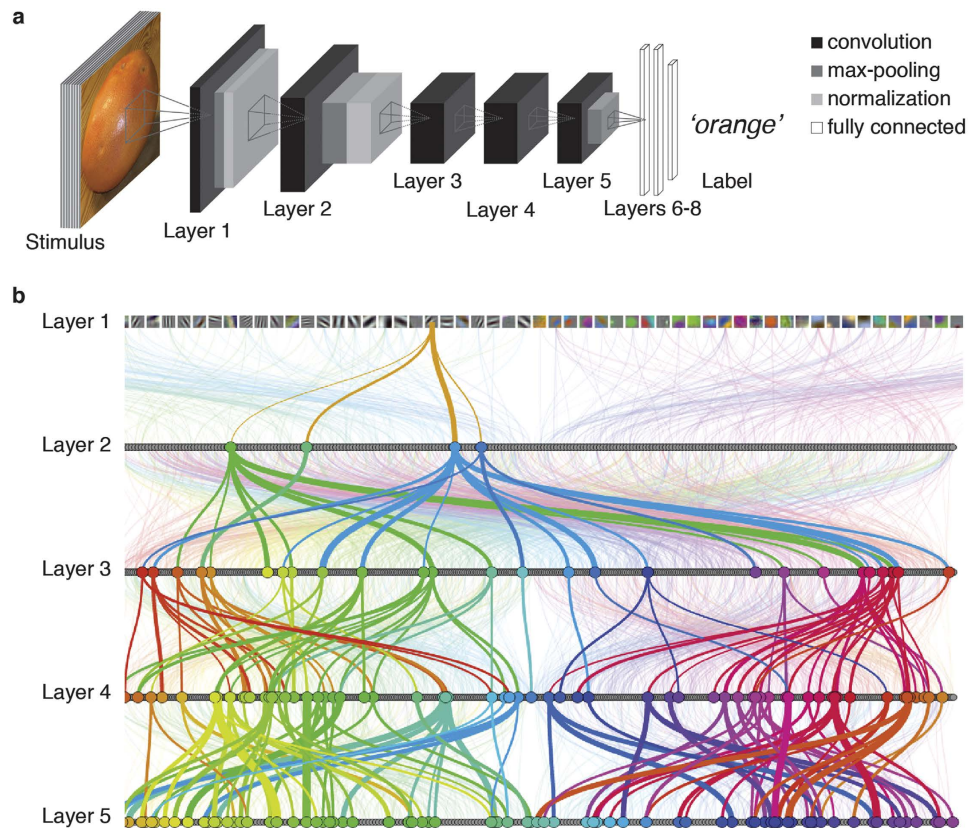 a
convolution
max-pooling
normalization
fully connected
'orange'
Layer 3
Layer 5
Label
Layer 2
Layer 4
Layers 6-8
Layer 1
Stimulus
b
Layer 1
Layer 2
Layer 3
Layer 4
Layer 5